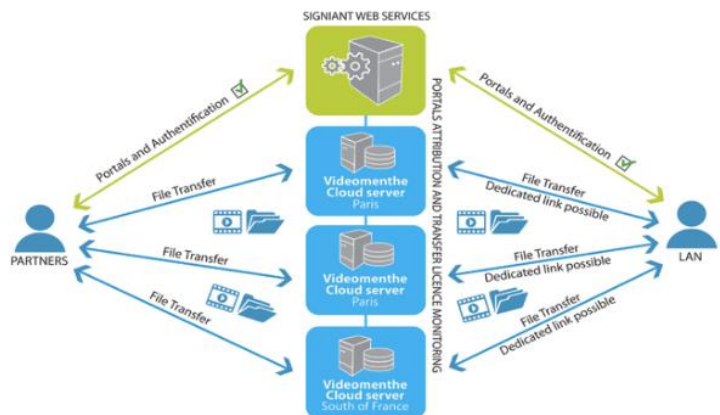 SIGNIANT WEB SERVICES
Portals and Authentification
Portals and Authentification
PORTALS ATTRIBUTION AND TRANSFER LICENCE MONITORING
File Transfer
Videomenthe
Cloud server
Paris
File Transfer
Dedicated link possible
PARTNERS
File Transfer
Videomenthe
Cloud server
Paris
File Transfer
Dedicated link possible
LAN
File Transfer
Videomenthe
Cloud server
South of France
File Transfer
Dedicated link possible